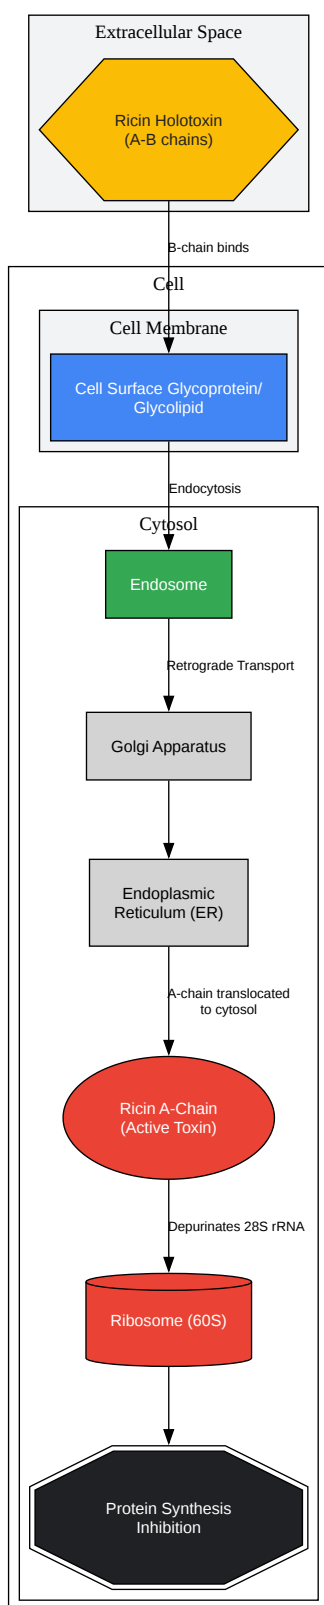 Extracellular Space
Ricin Holotoxin
(A-B chains)
B-chain binds
Cell
Cell Membrane
Cell Surface Glycoprotein/
Glycolipid
Endocytosis
Cytosol
Endosome
Retrograde Transport
Golgi Apparatus
Endoplasmic
Reticulum (ER)
A-chain translocated
to cytosol
Ricin A-Chain
(Active Toxin)
Depurinates 28S rRNA
Ribosome (60S)
Protein Synthesis
Inhibition